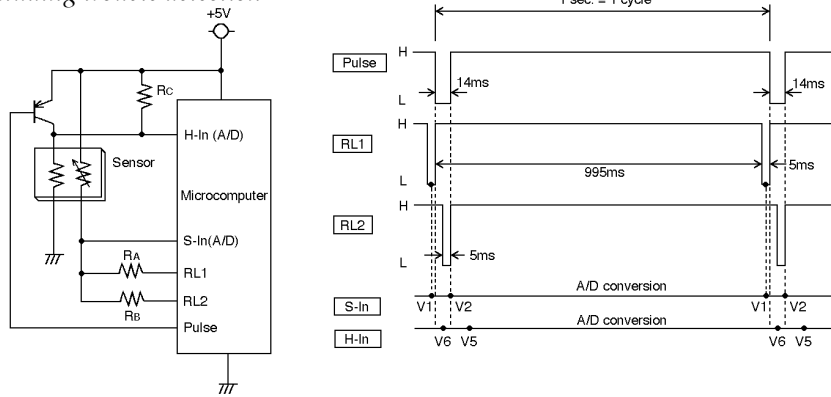 +5V
RC
H-In (A/D)
Sensor
Microcomputer
S-In(A/D)
RA
RL1
RB
RL2
Pulse
1 sec. = 1 cycle
Pulse
H
L
14ms
14ms
RL1
H
L
995ms
5ms
RL2
H
L
5ms
A/D conversion
S-In
V1
V2
V1
V2
A/D conversion
H-In
V6
V5
V6
V5